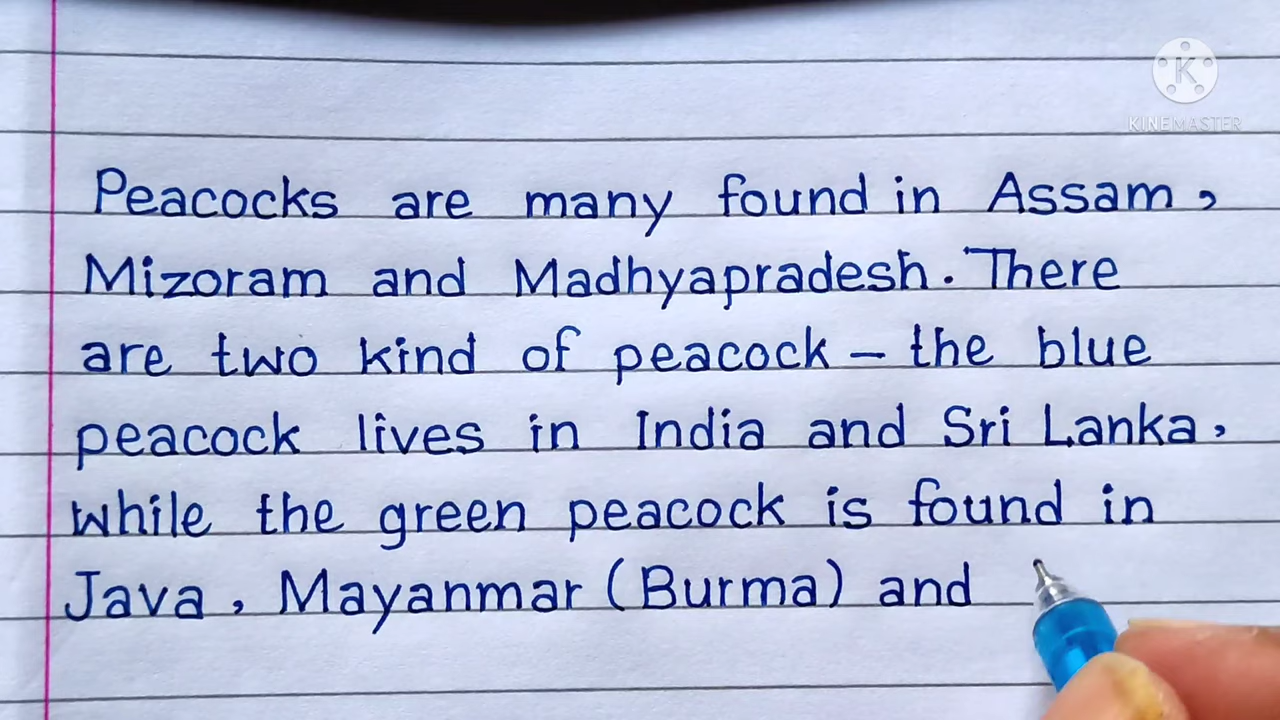 KINEMASTER
Peacocks are many found in Assam,
Mizoram and Madhyapradesh. There
are two kind of peacock – the blue
peacock lives in India and Sri Lanka,
while the green peacock is found in
Java, Mayanmar (Burma) and